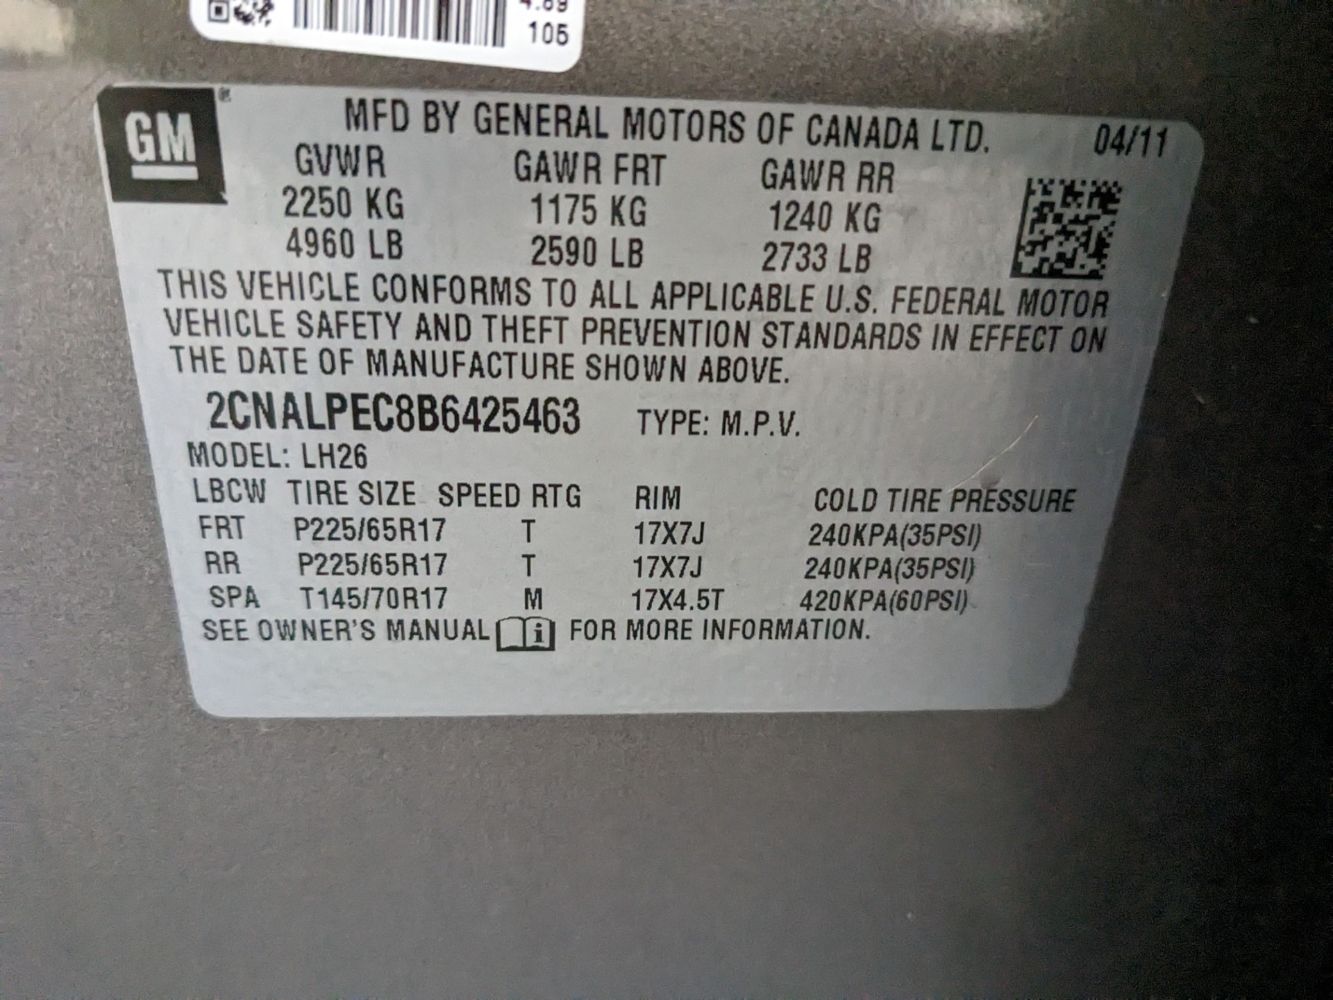 105
GM
MFD BY GENERAL MOTORS OF CANADA LTD. 04/11
GVWR GAWR FRT GAWR RR
2250 KG 1175 KG 1240 KG
4960 LB 2590 LB 2733 LB
THIS VEHICLE CONFORMS TO ALL APPLICABLE U.S. FEDERAL MOTOR
VEHICLE SAFETY AND THEFT PREVENTION STANDARDS IN EFFECT ON
THE DATE OF MANUFACTURE SHOWN ABOVE.
2CNALPEC8B6425463 TYPE: M.P.V.
MODEL: LH26
LBCW TIRE SIZE SPEED RTG RIM COLD TIRE PRESSURE
FRT P225/65R17 T 17X7J 240KPA(35PSI)
RR P225/65R17 T 17X7J 240KPA(35PSI)
SPA T145/70R17 M 17X4.5T 420KPA(60PSI)
SEE OWNER'S MANUAL i FOR MORE INFORMATION.